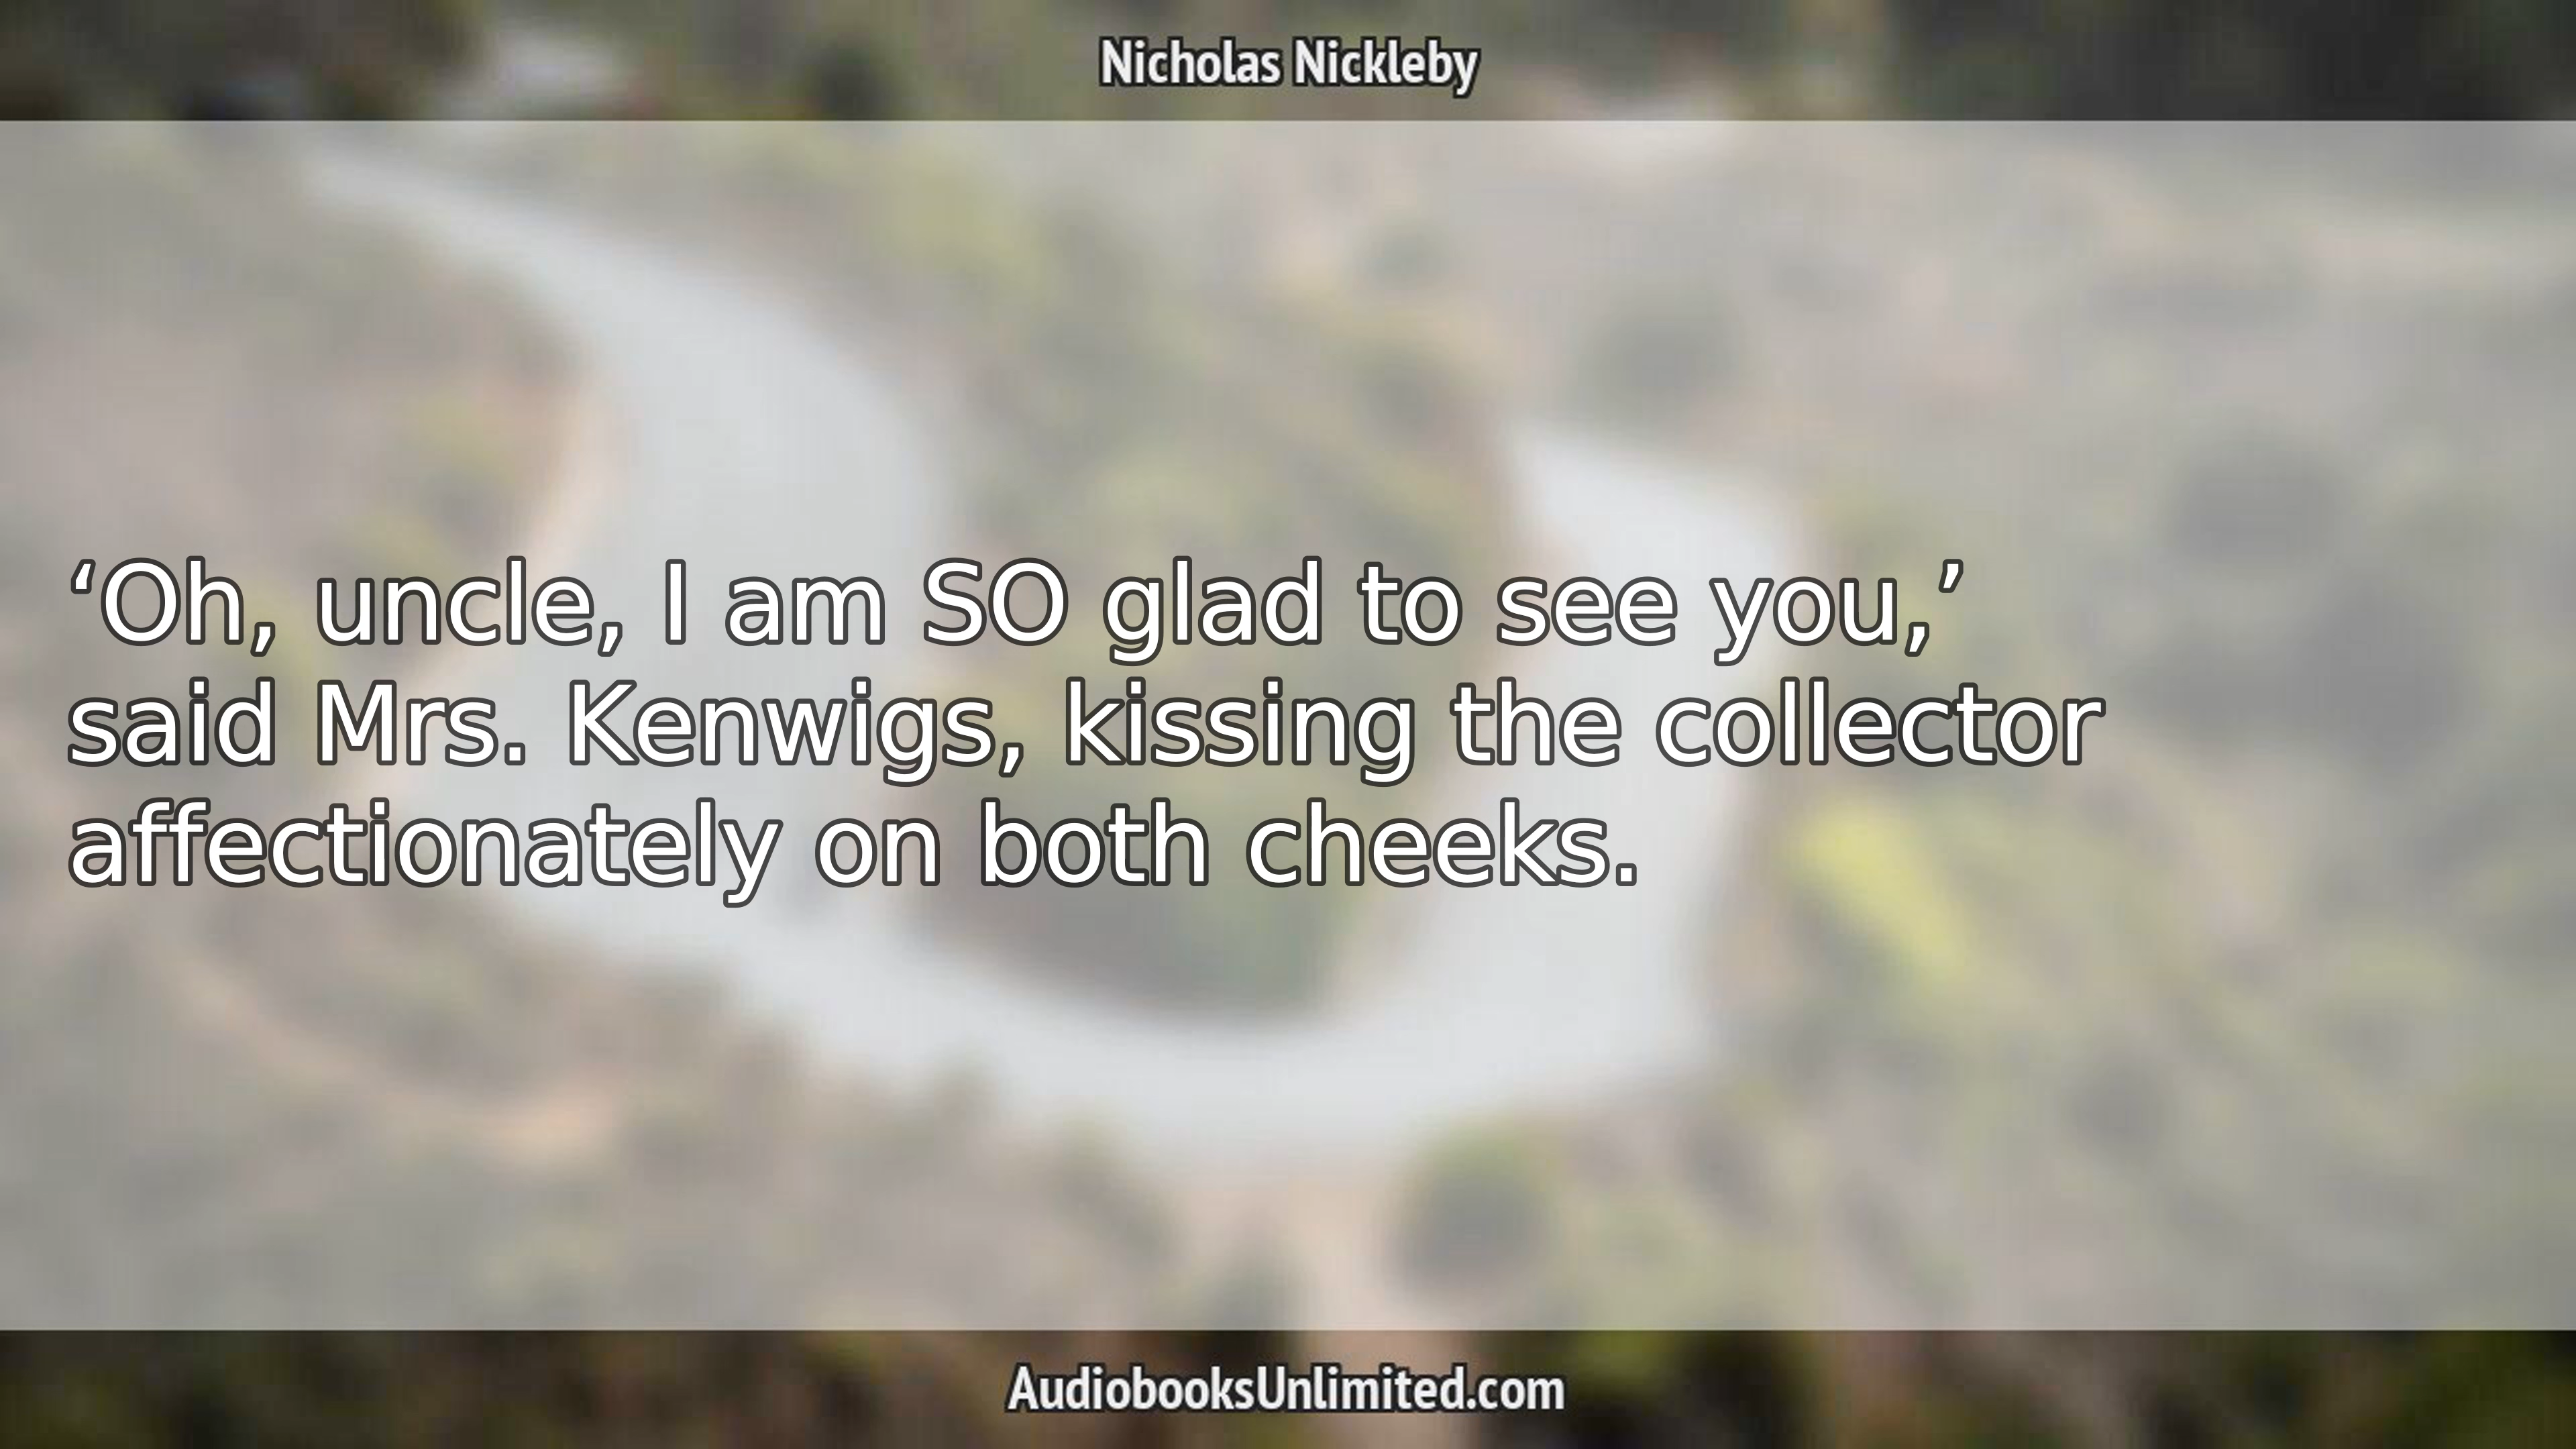 Nicholas Nickleby
‘Oh, uncle, I am SO glad to see you,’
said Mrs. Kenwigs, kissing the collector
affectionately on both cheeks.
AudiobooksUnlimited.com